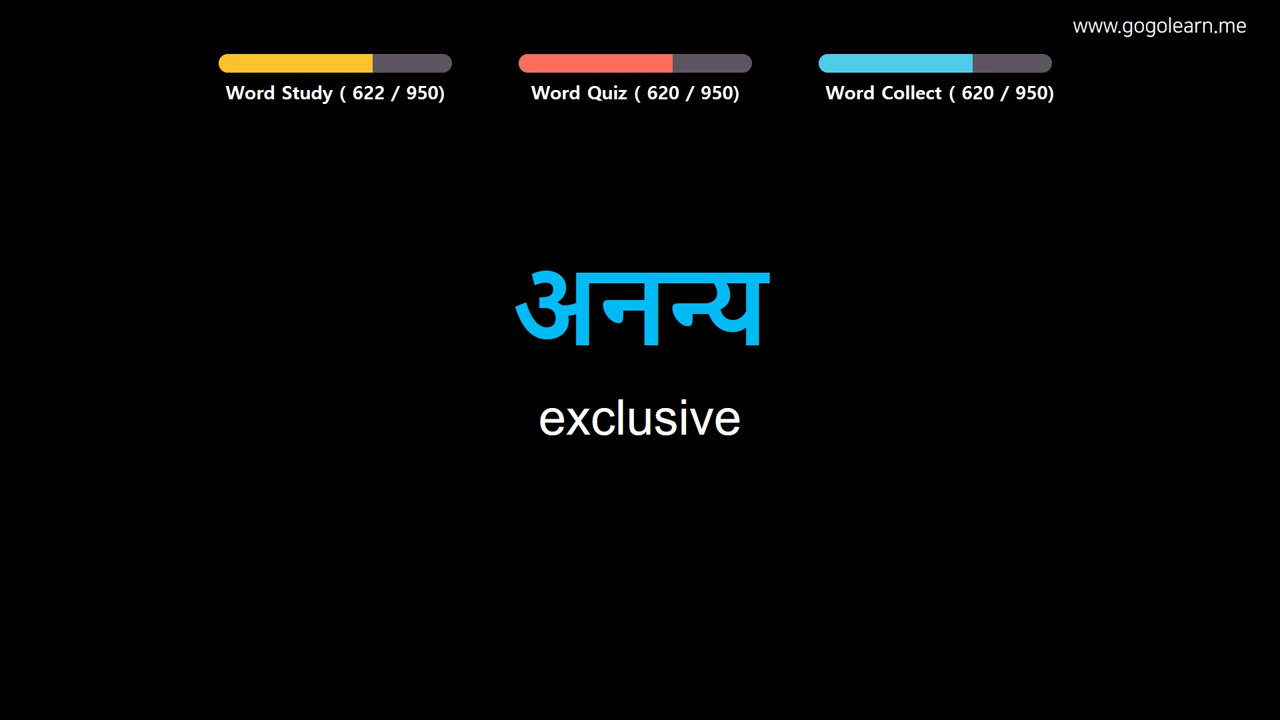 www.gogolearn.me
Word Study ( 622 / 950)
Word Quiz ( 620 / 950)
Word Collect ( 620 / 950)
अनन्य
exclusive